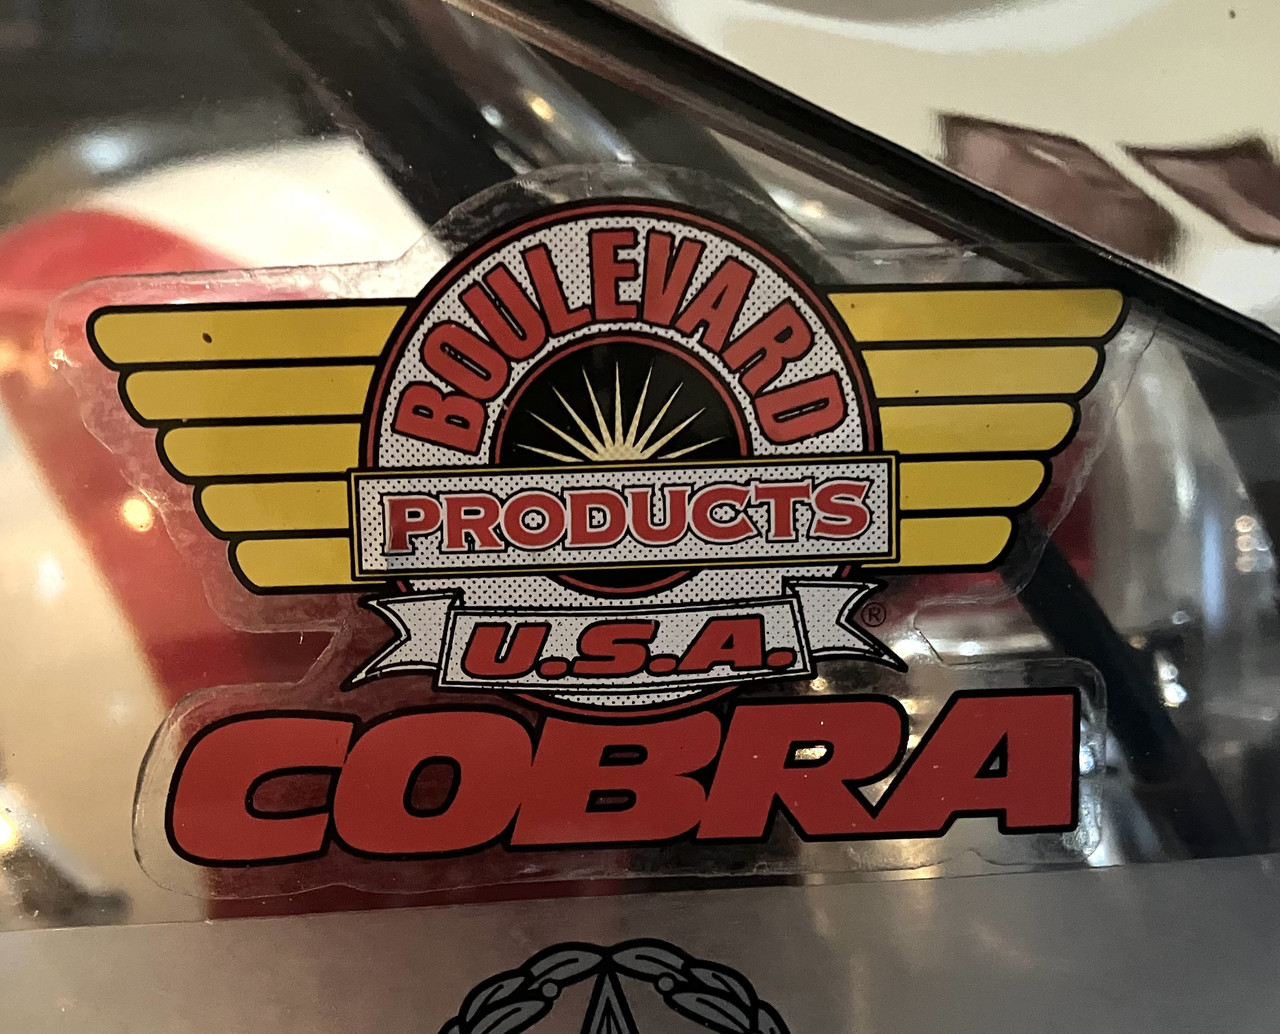 BOULEVARD
PRODUCTS
U.S.A.
®
COBRA